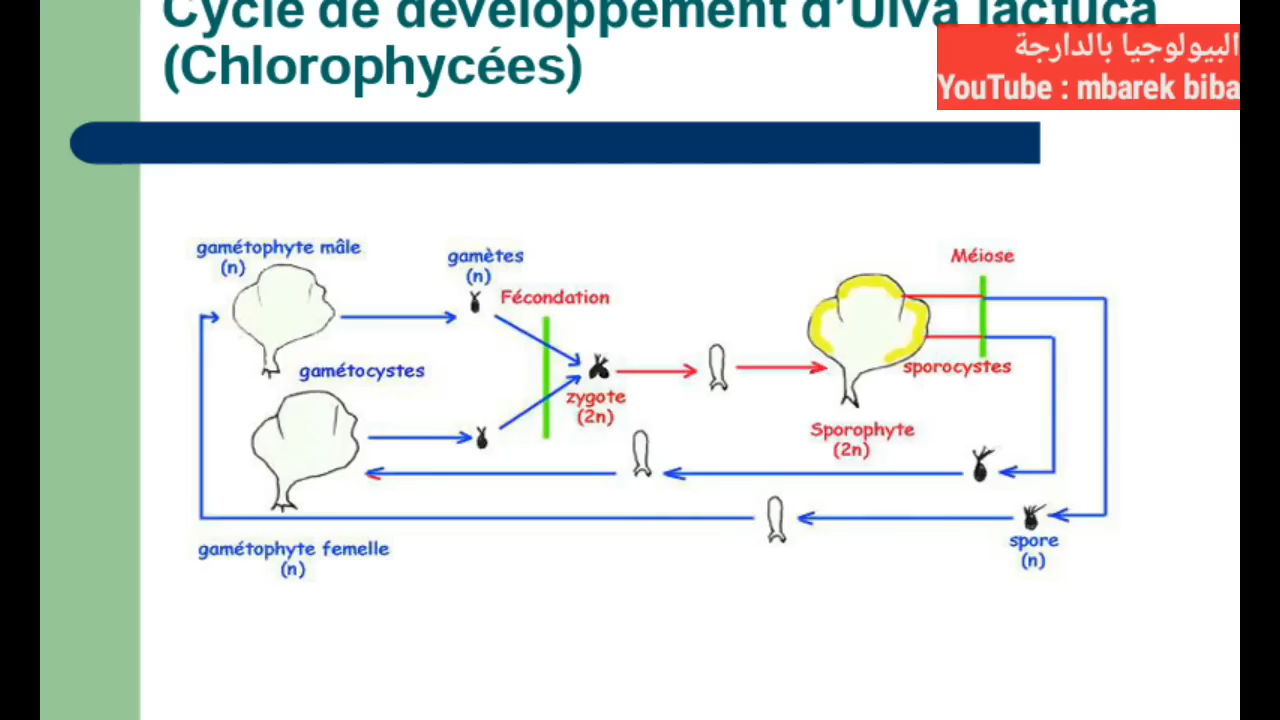 Cycle de développement d'Ulva lactuca
(Chlorophycées)
البيولوجيا بالدارجة
YouTube : mbarek biba
gamétophyte mâle
(n)
gamètes
(n)
Fécondation
Méiose
gamétocystes
zygote
(2n)
sporocystes
Sporophyte
(2n)
gamétophyte femelle
(n)
spore
(n)